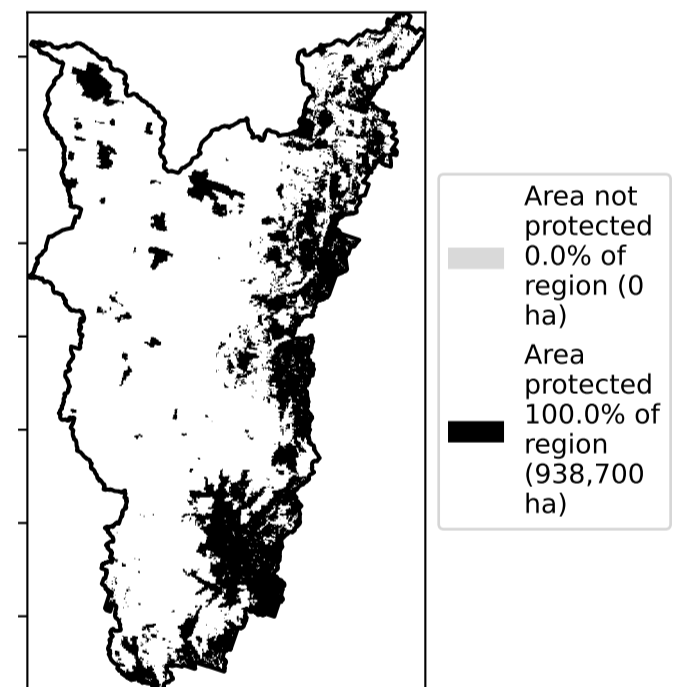 Area not
protected
0.0% of
region (0
ha)
Area
protected
100.0% of
region
(938,700
ha)